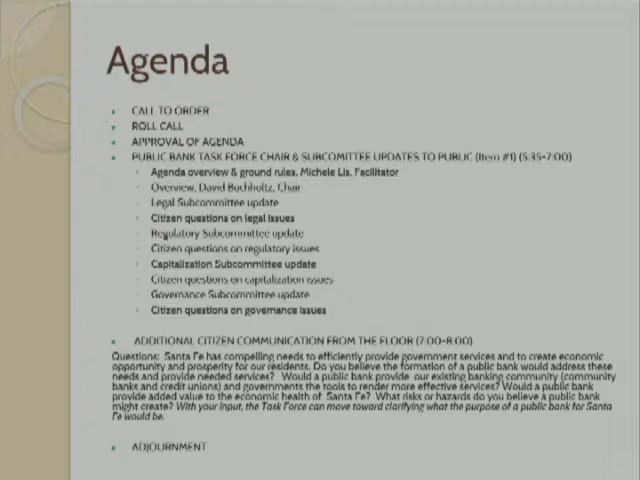 Agenda
CALL TO ORDER
ROLL CALL
APPROVAL OF AGENDA
PUBLIC BANK TASK FORCE CHAIR & SUBCOMITTEE UPDATES TO PUBLIC (Item #1) (5:35-7:00)
Agenda overview & ground rules, Michele Lis, Facilitator
Overview, David Buchholtz, Chair
Legal Subcommittee update
Citizen questions on legal issues
Regulatory Subcommittee update
Citizen questions on regulatory issues
Capitalization Subcommittee update
Citizen questions on capitalization issues
Governance Subcommittee update
Citizen questions on governance issues
ADDITIONAL CITIZEN COMMUNICATION FROM THE FLOOR (7:00-8:00)
Questions: Santa Fe has compelling needs to efficiently provide government services and to create economic
opportunity and prosperity for our residents. Do you believe the formation of a public bank would address these
needs and provide needed services? Would a public bank provide our existing banking community (community
banks and credit unions) and governments the tools to render more effective services? Would a public bank
provide added value to the economic health of Santa Fe? What risks or hazards do you believe a public bank
might create? With your input, the Task Force can move toward clarifying what the purpose of a public bank for Santa
Fe would be.
ADJOURNMENT